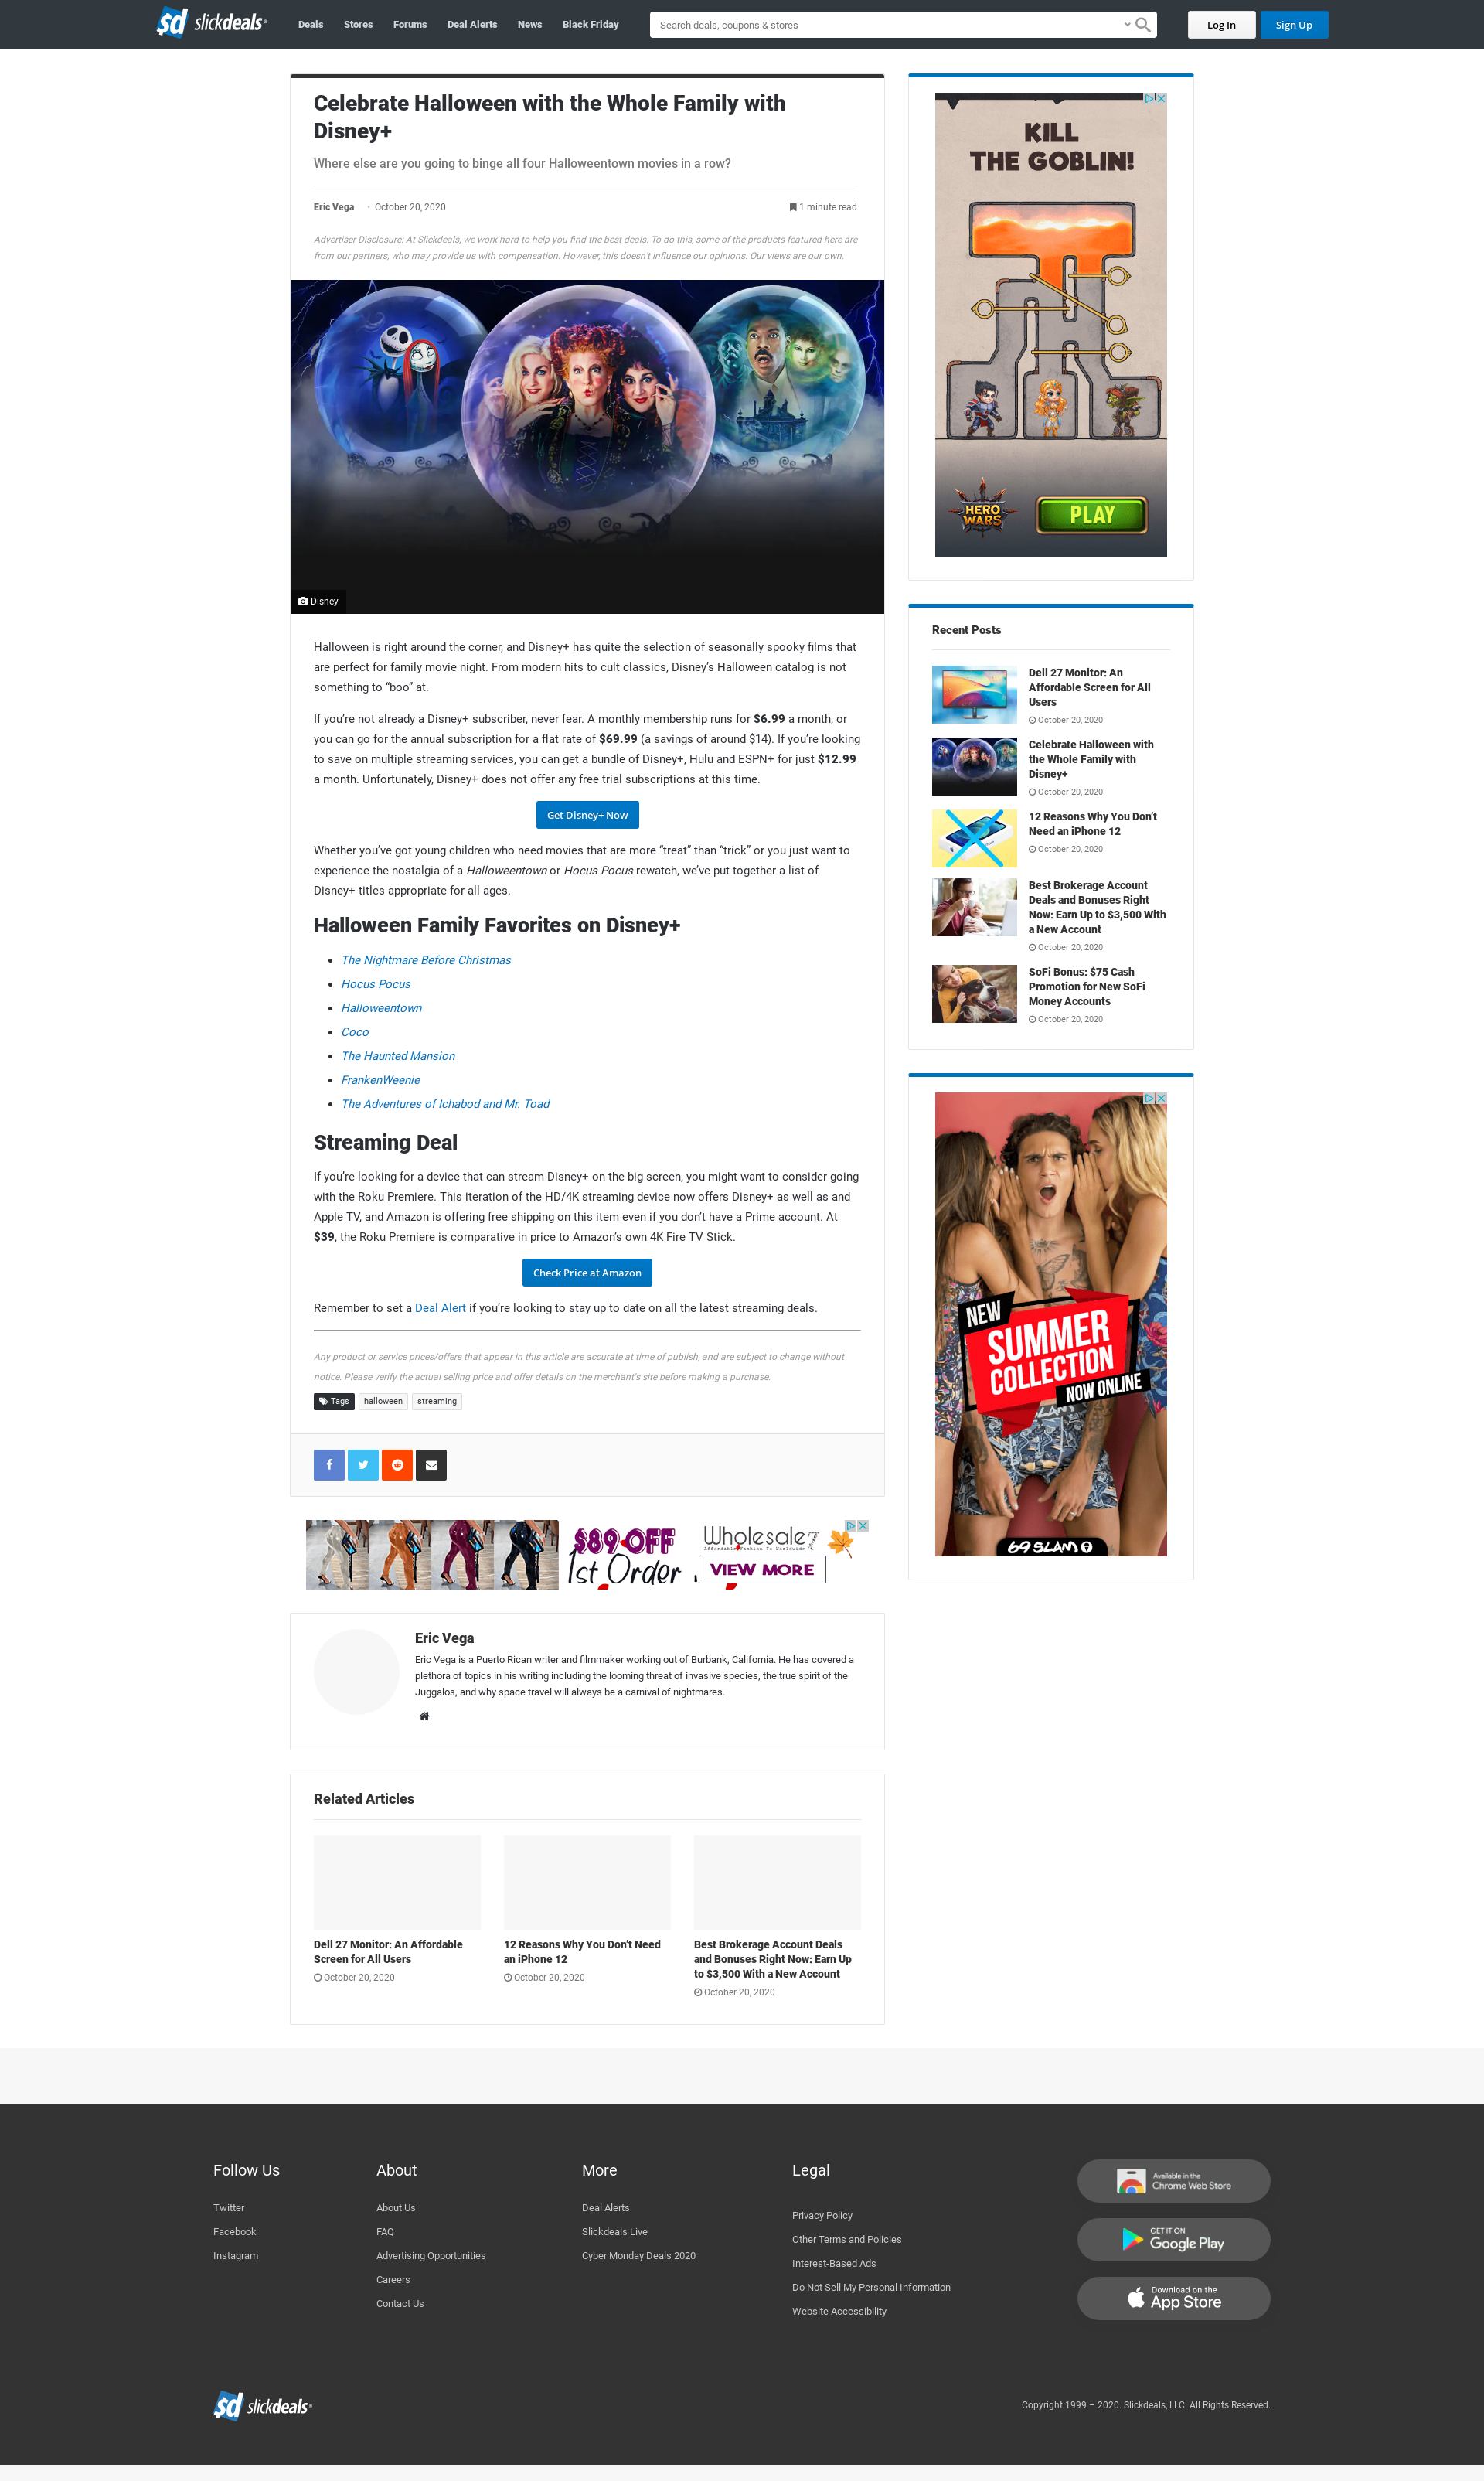 sd slickdeals
Deals
Stores
Forums
Deal Alerts
News
Black Friday
Search deals, coupons & stores
Log In
Sign Up
Celebrate Halloween with the Whole Family with
Disney+
Where else are you going to binge all four Halloweentown movies in a row?
Eric Vega · October 20, 2020
1 minute read
Advertiser Disclosure: At Slickdeals, we work hard to help you find the best deals. To do this, some of the products featured here are
from our partners, who may provide us with compensation. However, this doesn’t influence our opinions. Our views are our own.
Disney
Halloween is right around the corner, and Disney+ has quite the selection of seasonally spooky films that
are perfect for family movie night. From modern hits to cult classics, Disney’s Halloween catalog is not
something to “boo” at.
If you’re not already a Disney+ subscriber, never fear. A monthly membership runs for $6.99 a month, or
you can go for the annual subscription for a flat rate of $69.99 (a savings of around $14). If you’re looking
to save on multiple streaming services, you can get a bundle of Disney+, Hulu and ESPN+ for just $12.99
a month. Unfortunately, Disney+ does not offer any free trial subscriptions at this time.
Get Disney+ Now
Whether you’ve got young children who need movies that are more “treat” than “trick” or you just want to
experience the nostalgia of a Halloweentown or Hocus Pocus rewatch, we’ve put together a list of
Disney+ titles appropriate for all ages.
Halloween Family Favorites on Disney+
• The Nightmare Before Christmas
• Hocus Pocus
• Halloweentown
• Coco
• The Haunted Mansion
• FrankenWeenie
• The Adventures of Ichabod and Mr. Toad
Streaming Deal
If you’re looking for a device that can stream Disney+ on the big screen, you might want to consider going
with the Roku Premiere. This iteration of the HD/4K streaming device now offers Disney+ as well as and
Apple TV, and Amazon is offering free shipping on this item even if you don’t have a Prime account. At
$39, the Roku Premiere is comparative in price to Amazon’s own 4K Fire TV Stick.
Check Price at Amazon
Remember to set a Deal Alert if you’re looking to stay up to date on all the latest streaming deals.
Any product or service prices/offers that appear in this article are accurate at time of publish, and are subject to change without
notice. Please verify the actual selling price and offer details on the merchant’s site before making a purchase.
Tags
halloween
streaming
$89 OFF
1st Order
Wholesale7
Affordable Fashion To Worldwide
VIEW MORE
Eric Vega
Eric Vega is a Puerto Rican writer and filmmaker working out of Burbank, California. He has covered a
plethora of topics in his writing including the looming threat of invasive species, the true spirit of the
Juggalos, and why space travel will always be a carnival of nightmares.
Related Articles
Dell 27 Monitor: An Affordable
Screen for All Users
October 20, 2020
12 Reasons Why You Don’t Need
an iPhone 12
October 20, 2020
Best Brokerage Account Deals
and Bonuses Right Now: Earn Up
to $3,500 With a New Account
October 20, 2020
KILL
THE GOBLIN!
HERO
WARS
PLAY
Recent Posts
Dell 27 Monitor: An
Affordable Screen for All
Users
October 20, 2020
Celebrate Halloween with
the Whole Family with
Disney+
October 20, 2020
12 Reasons Why You Don’t
Need an iPhone 12
October 20, 2020
Best Brokerage Account
Deals and Bonuses Right
Now: Earn Up to $3,500 With
a New Account
October 20, 2020
SoFi Bonus: $75 Cash
Promotion for New SoFi
Money Accounts
October 20, 2020
NEW
SUMMER
COLLECTION
NOW ONLINE
69SLAM
Follow Us
Twitter
Facebook
Instagram
About
About Us
FAQ
Advertising Opportunities
Careers
Contact Us
More
Deal Alerts
Slickdeals Live
Cyber Monday Deals 2020
Legal
Privacy Policy
Other Terms and Policies
Interest-Based Ads
Do Not Sell My Personal Information
Website Accessibility
Available in the
Chrome Web Store
GET IT ON
Google Play
Download on the
App Store
sd slickdeals
Copyright 1999 – 2020. Slickdeals, LLC. All Rights Reserved.